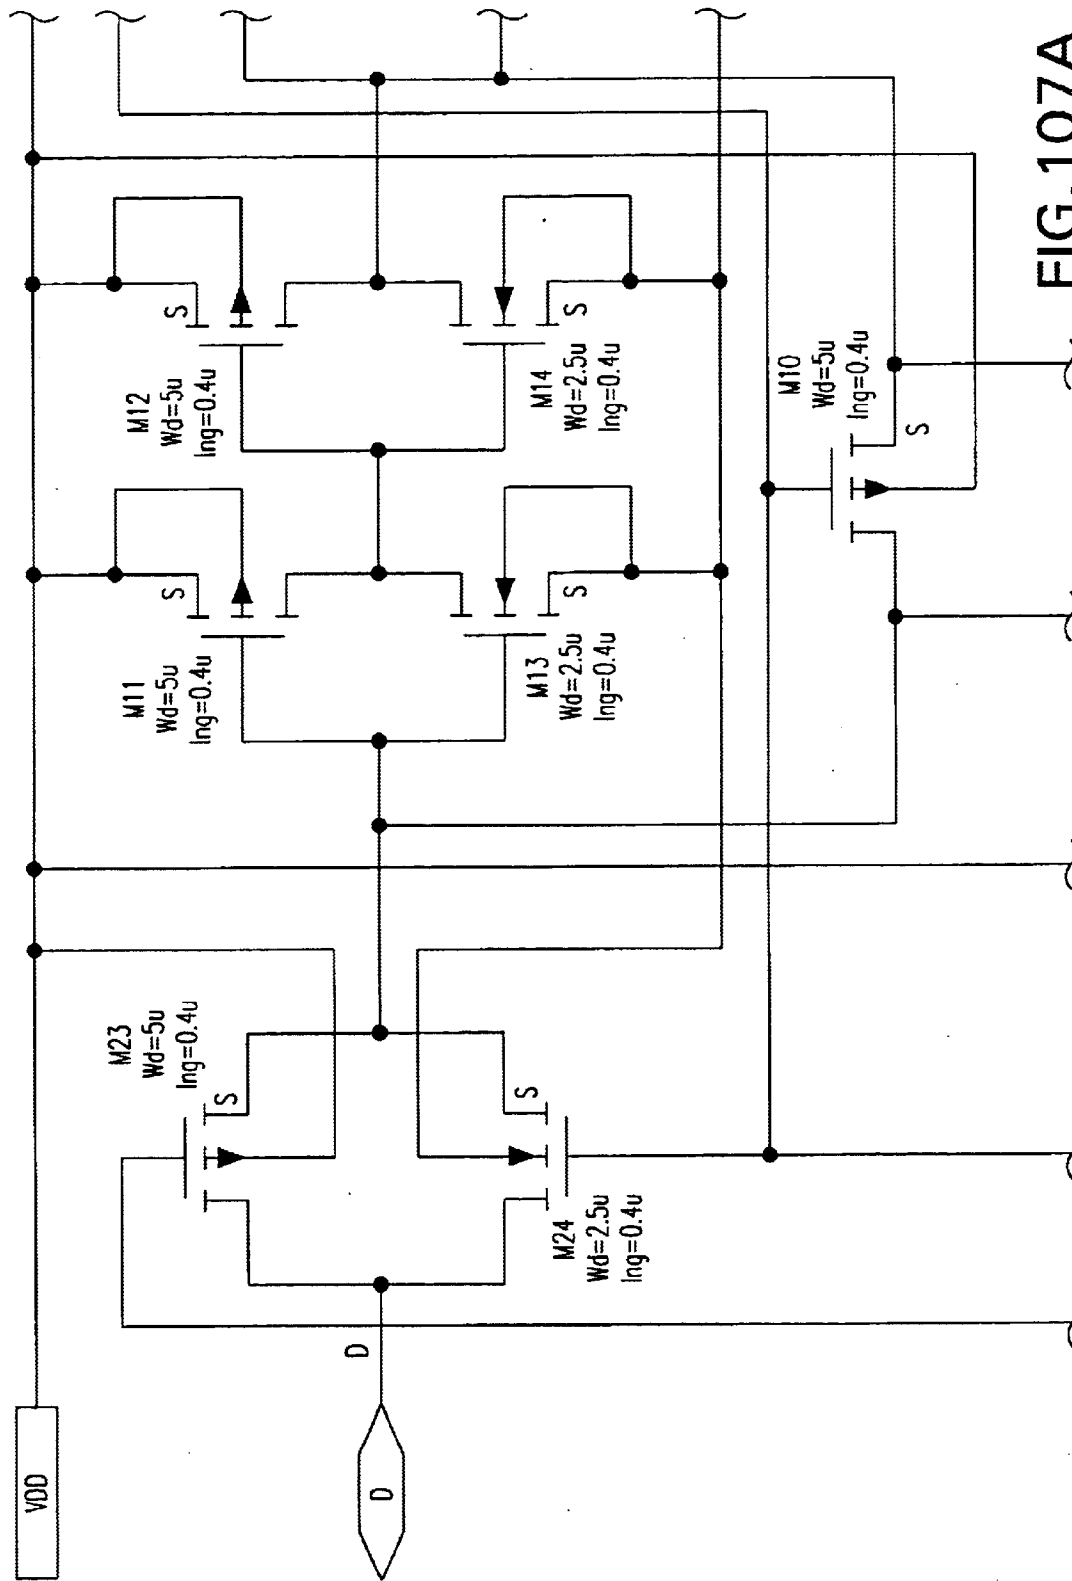 VDD
D
D
M23
Wd=5u
lng=0.4u
S
M24
Wd=2.5u
lng=0.4u
S
M11
Wd=5u
lng=0.4u
S
M13
Wd=2.5u
lng=0.4u
S
M12
Wd=5u
lng=0.4u
S
M14
Wd=2.5u
lng=0.4u
S
M10
Wd=5u
lng=0.4u
S
FIG.107A